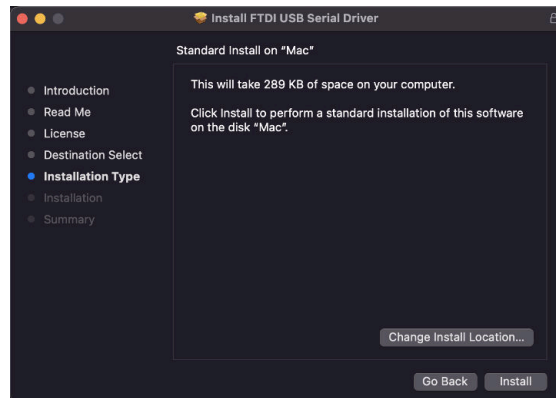 Install FTDI USB Serial Driver
Standard Install on “Mac”
Introduction
Read Me
License
Destination Select
Installation Type
Installation
Summary
This will take 289 KB of space on your computer.
Click Install to perform a standard installation of this software
on the disk “Mac”.
Change Install Location...
Go Back
Install